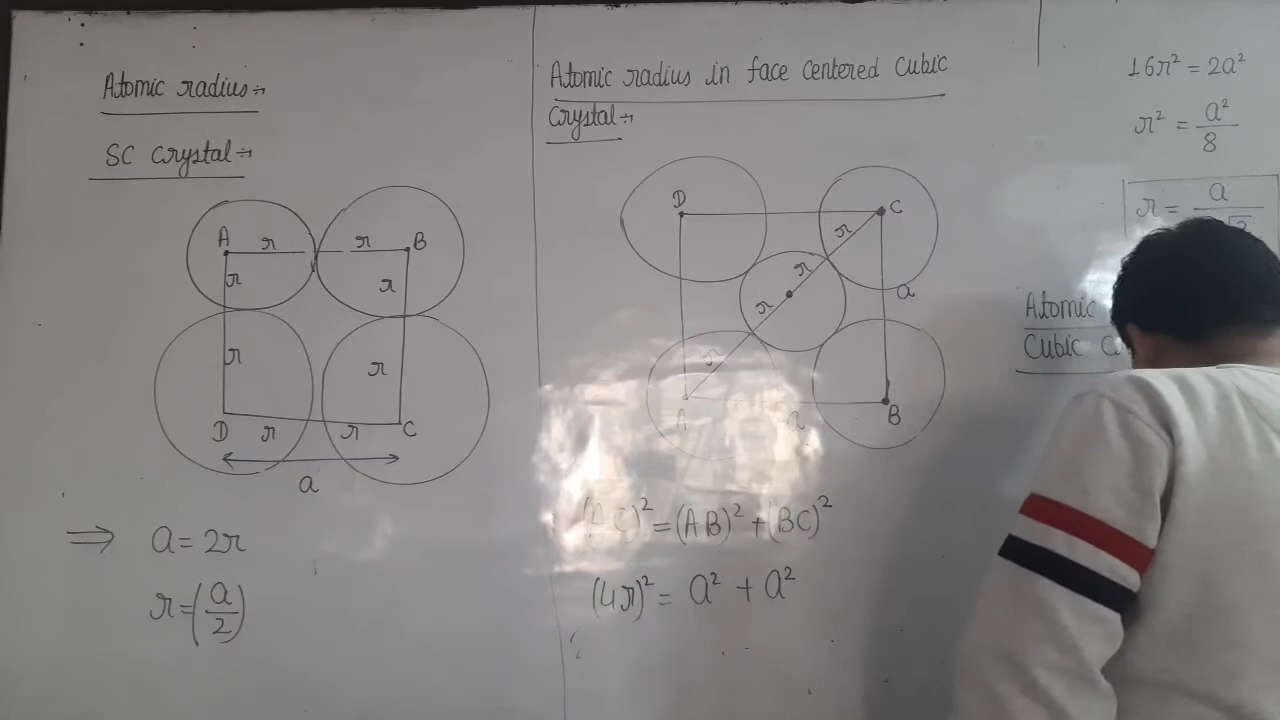 Atomic radius:-
SC crystal:-
A r r B
r r
r r
D r r C
a
⇒ a = 2r
r = (a/2)
Atomic radius in face centered cubic
crystal:-
D C
r
r a
r
r
A a B
(AC)² = (AB)² + (BC)²
(4r)² = a² + a²
16r² = 2a²
r² = a²/8
r = a/√2
Atomic
Cubic